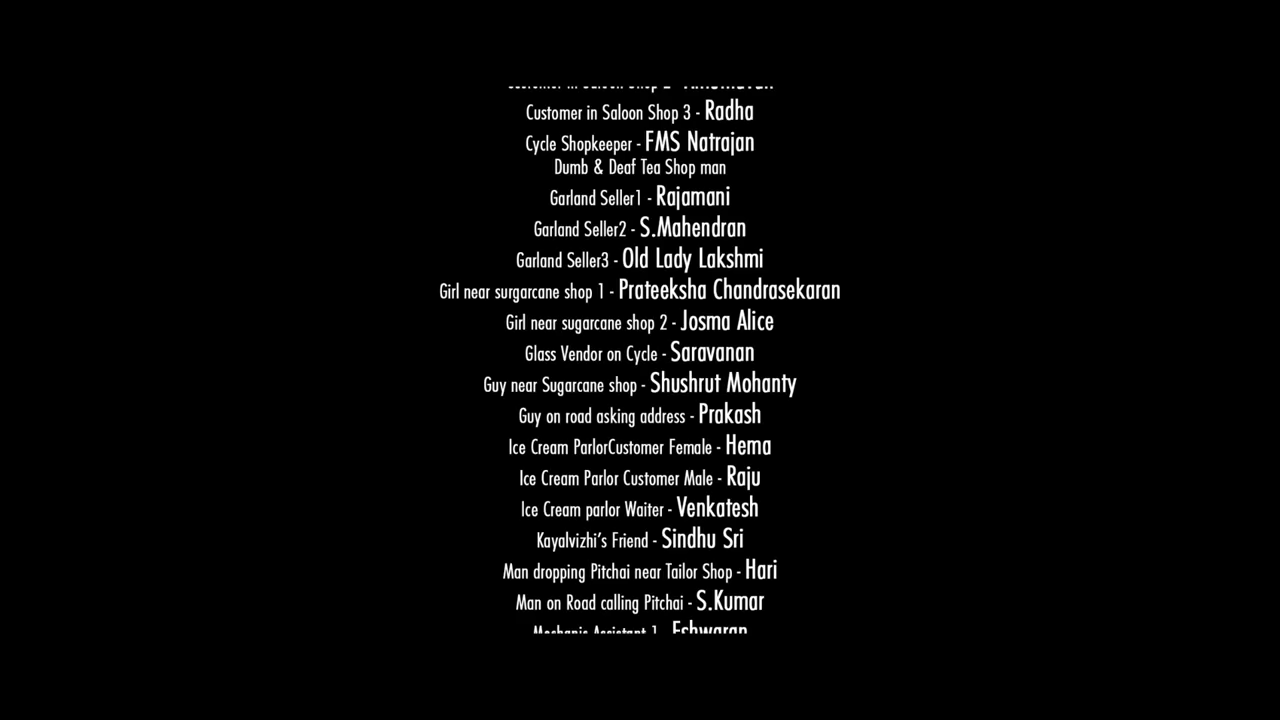 Customer in Saloon Shop 3 - Radha
Cycle Shopkeeper - FMS Natrajan
Dumb & Deaf Tea Shop man
Garland Seller1 - Rajamani
Garland Seller2 - S.Mahendran
Garland Seller3 - Old Lady Lakshmi
Girl near surgarcane shop 1 - Prateeksha Chandrasekaran
Girl near sugarcane shop 2 - Josma Alice
Glass Vendor on Cycle - Saravanan
Guy near Sugarcane shop - Shushrut Mohanty
Guy on road asking address - Prakash
Ice Cream ParlorCustomer Female - Hema
Ice Cream Parlor Customer Male - Raju
Ice Cream parlor Waiter - Venkatesh
Kayalvizhi's Friend - Sindhu Sri
Man dropping Pitchai near Tailor Shop - Hari
Man on Road calling Pitchai - S.Kumar
Mechanic Assistant 1 - Eshwaran